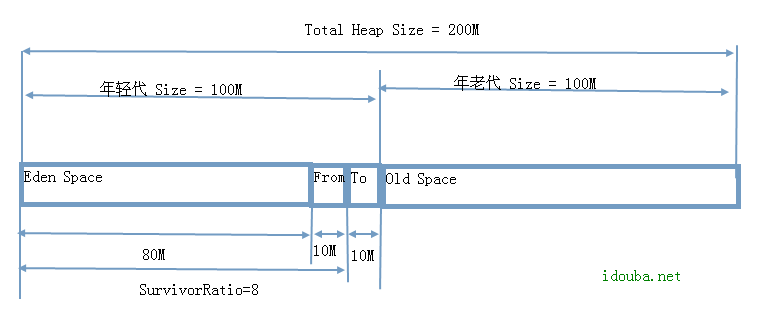 Total Heap Size = 200M
年轻代 Size = 100M
年老代 Size = 100M
Eden Space
From
To
Old Space
80M
10M
10M
SurvivorRatio=8
idouba.net